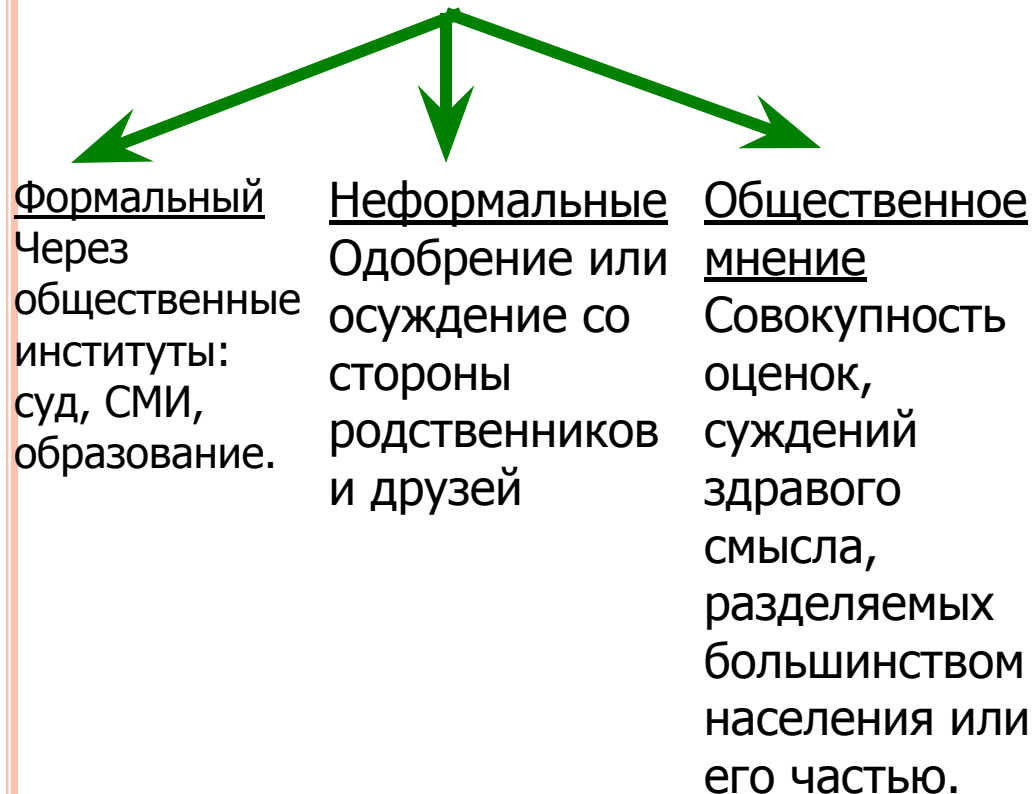 Формальный
Через
общественные
институты:
суд, СМИ,
образование.
Неформальные
Одобрение или
осуждение со
стороны
родственников
и друзей
Общественное
мнение
Совокупность
оценок,
суждений
здравого
смысла,
разделяемых
большинством
населения или
его частью.